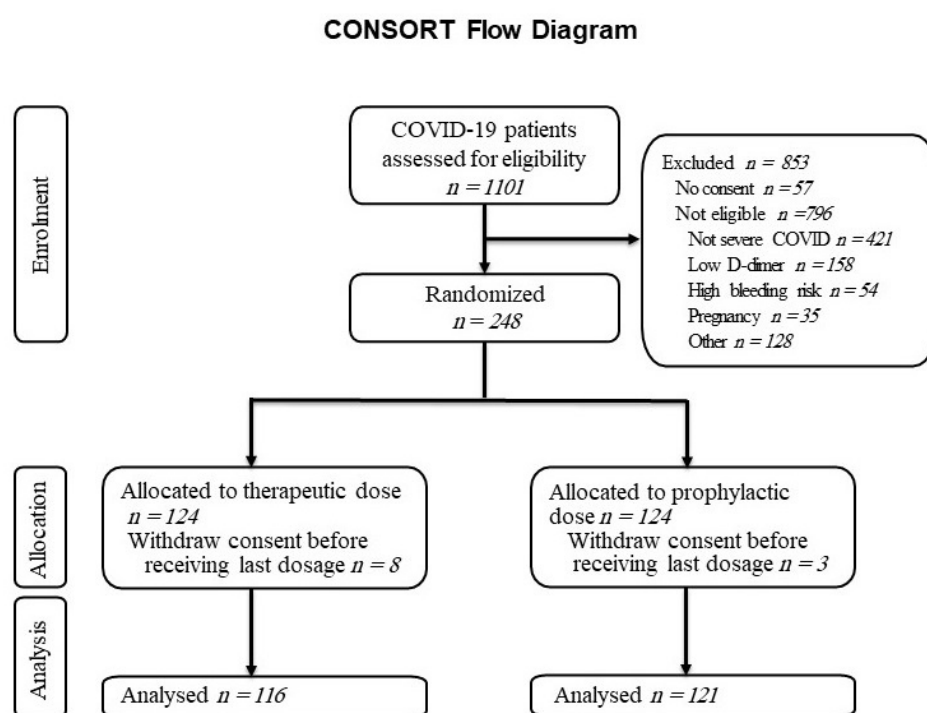 CONSORT Flow Diagram
Enrolment
COVID-19 patients
assessed for eligibility
n = 1101
Excluded n = 853
No consent n = 57
Not eligible n =796
Not severe COVID n = 421
Low D-dimer n = 158
High bleeding risk n = 54
Pregnancy n = 35
Other n = 128
Randomized
n = 248
Allocation
Allocated to therapeutic dose
n = 124
Withdraw consent before
receiving last dosage n = 8
Allocated to prophylactic
dose n = 124
Withdraw consent before
receiving last dosage n = 3
Analysis
Analysed n = 116
Analysed n = 121